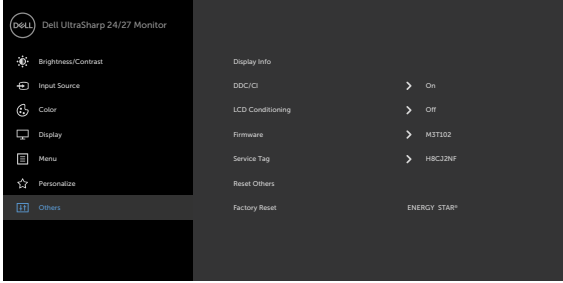 DELL
Dell UltraSharp 24/27 Monitor
Brightness/Contrast
Display Info
Input Source
DDC/CI
On
Color
LCD Conditioning
Off
Display
Firmware
M3T102
Menu
Service Tag
H8CJ2NF
Personalize
Reset Others
Others
Factory Reset
ENERGY STAR®